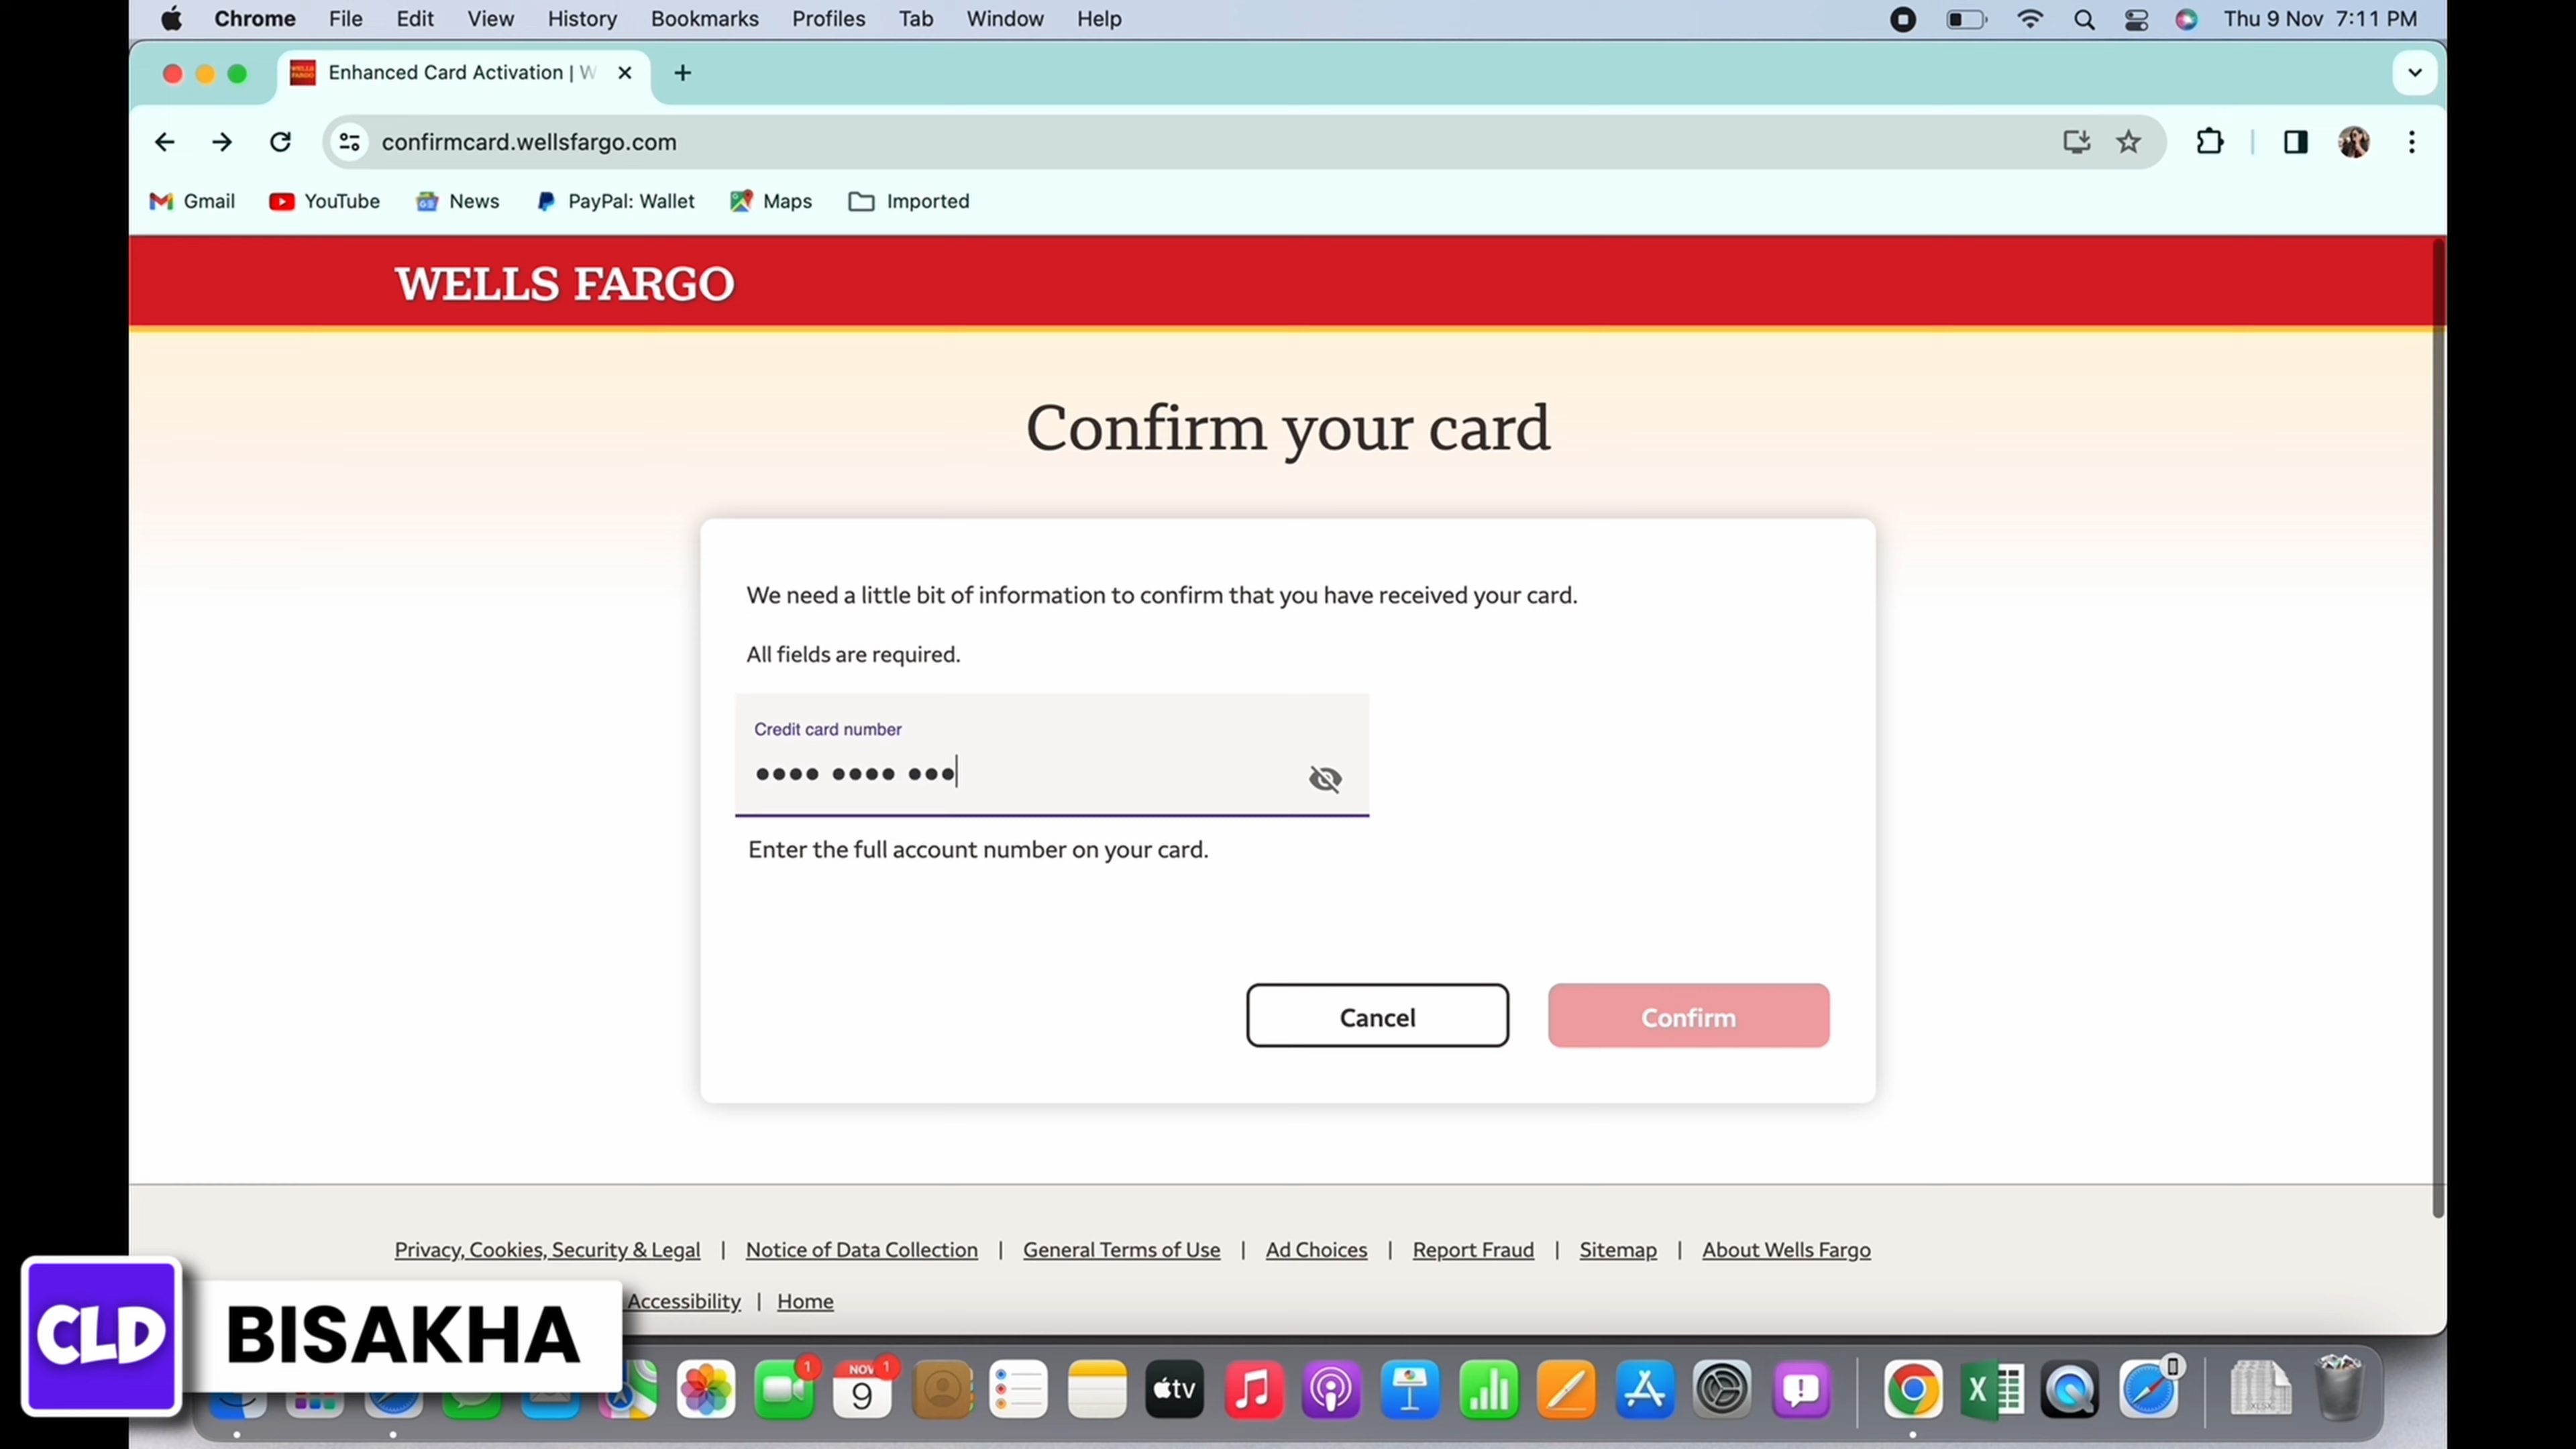 Chrome File Edit View History Bookmarks Profiles Tab Window Help Thu 9 Nov 7:11 PM
Enhanced Card Activation | W
confirmcard.wellsfargo.com
Gmail YouTube News PayPal: Wallet Maps Imported
WELLS FARGO
Confirm your card
We need a little bit of information to confirm that you have received your card.
All fields are required.
Credit card number
•••• •••• •••
Enter the full account number on your card.
Cancel Confirm
Privacy, Cookies, Security & Legal | Notice of Data Collection | General Terms of Use | Ad Choices | Report Fraud | Sitemap | About Wells Fargo
Accessibility | Home
CLD BISAKHA
1 NOV 1
9 tv X
XLSX